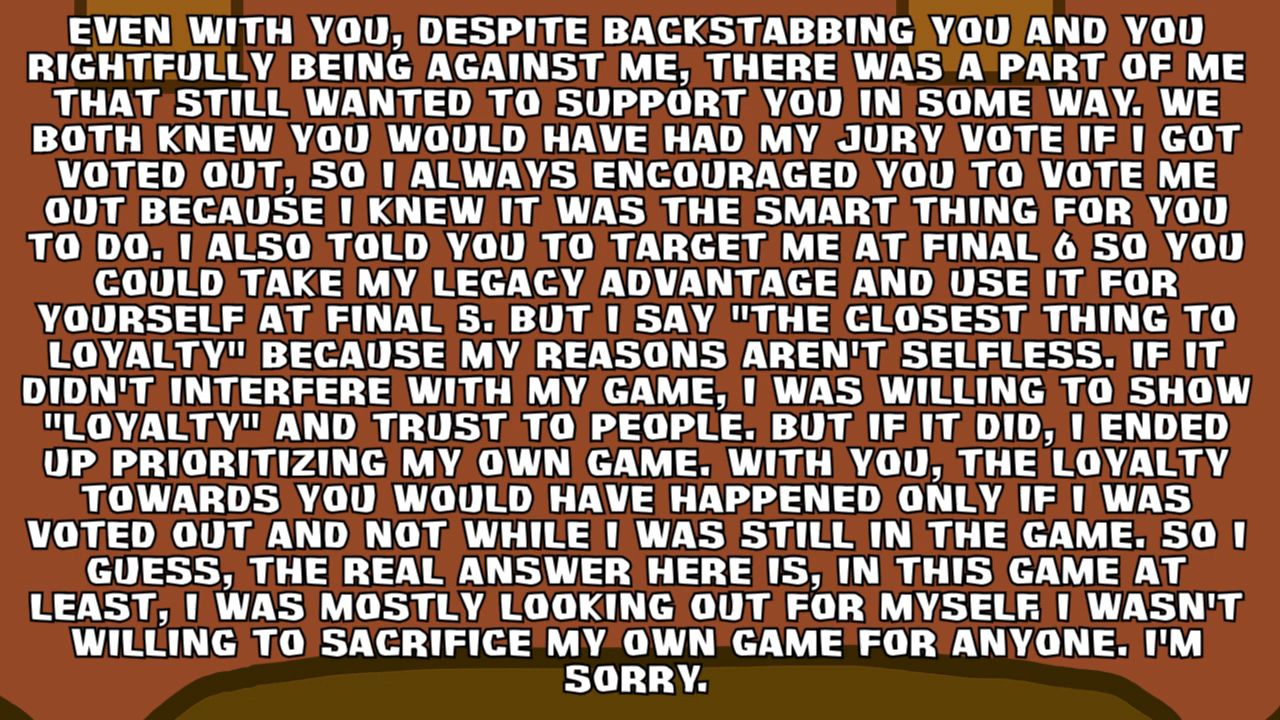 EVEN WITH YOU, DESPITE BACKSTABBING YOU AND YOU
RIGHTFULLY BEING AGAINST ME, THERE WAS A PART OF ME
THAT STILL WANTED TO SUPPORT YOU IN SOME WAY. WE
BOTH KNEW YOU WOULD HAVE HAD MY JURY VOTE IF I GOT
VOTED OUT, SO I ALWAYS ENCOURAGED YOU TO VOTE ME
OUT BECAUSE I KNEW IT WAS THE SMART THING FOR YOU
TO DO. I ALSO TOLD YOU TO TARGET ME AT FINAL 6 SO YOU
COULD TAKE MY LEGACY ADVANTAGE AND USE IT FOR
YOURSELF AT FINAL 5. BUT I SAY "THE CLOSEST THING TO
LOYALTY" BECAUSE MY REASONS AREN'T SELFLESS. IF IT
DIDN'T INTERFERE WITH MY GAME, I WAS WILLING TO SHOW
"LOYALTY" AND TRUST TO PEOPLE. BUT IF IT DID, I ENDED
UP PRIORITIZING MY OWN GAME. WITH YOU, THE LOYALTY
TOWARDS YOU WOULD HAVE HAPPENED ONLY IF I WAS
VOTED OUT AND NOT WHILE I WAS STILL IN THE GAME. SO I
GUESS, THE REAL ANSWER HERE IS, IN THIS GAME AT
LEAST, I WAS MOSTLY LOOKING OUT FOR MYSELF. I WASN'T
WILLING TO SACRIFICE MY OWN GAME FOR ANYONE. I'M
SORRY.